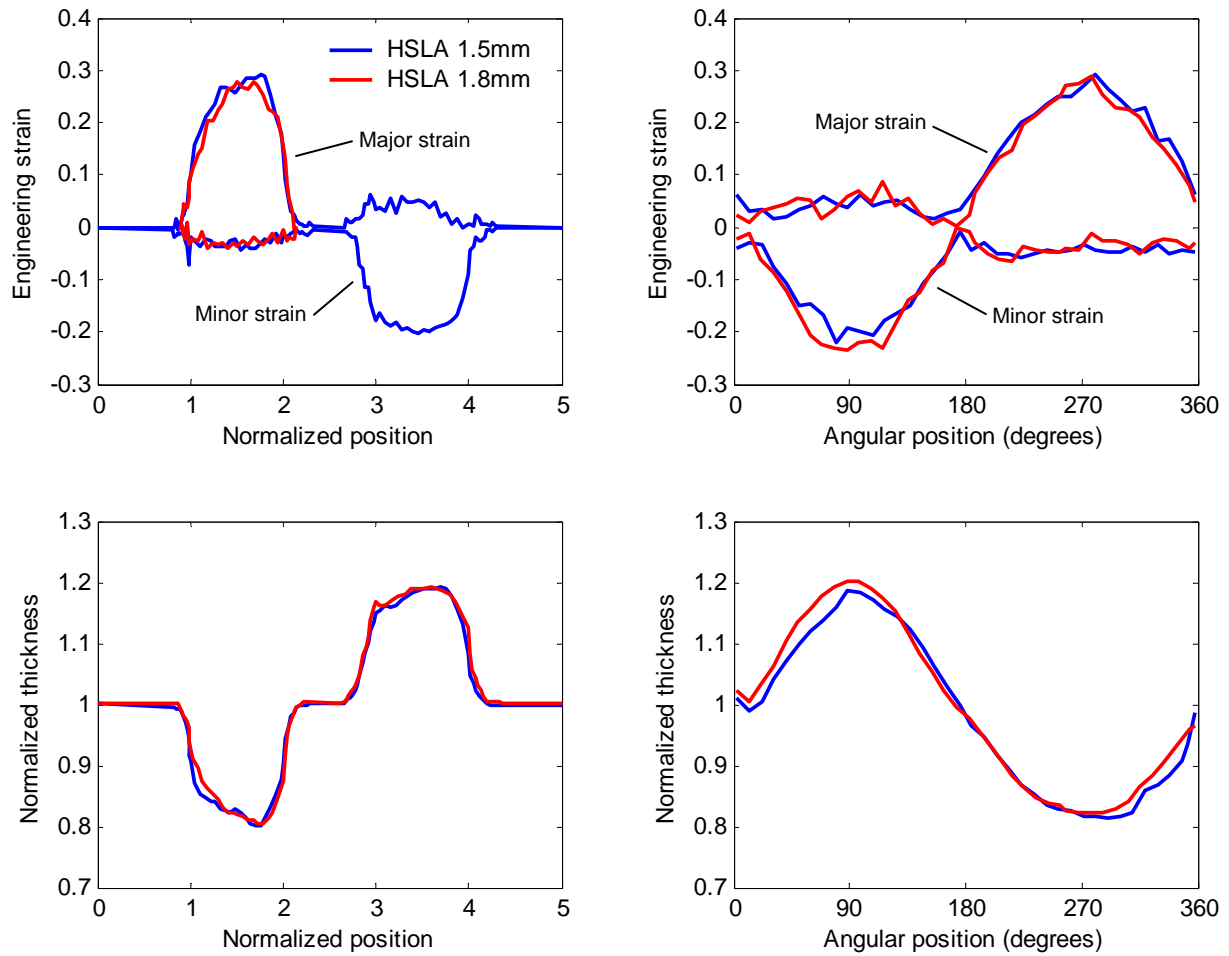 0.4
0.3
0.2
0.1
0
-0.1
-0.2
-0.3
Engineering strain
HSLA 1.5mm
HSLA 1.8mm
Major strain
Minor strain
0 1 2 3 4 5
Normalized position
0.4
0.3
0.2
0.1
0
-0.1
-0.2
-0.3
Engineering strain
Major strain
Minor strain
0 90 180 270 360
Angular position (degrees)
1.3
1.2
1.1
1
0.9
0.8
0.7
Normalized thickness
0 1 2 3 4 5
Normalized position
1.3
1.2
1.1
1
0.9
0.8
0.7
Normalized thickness
0 90 180 270 360
Angular position (degrees)